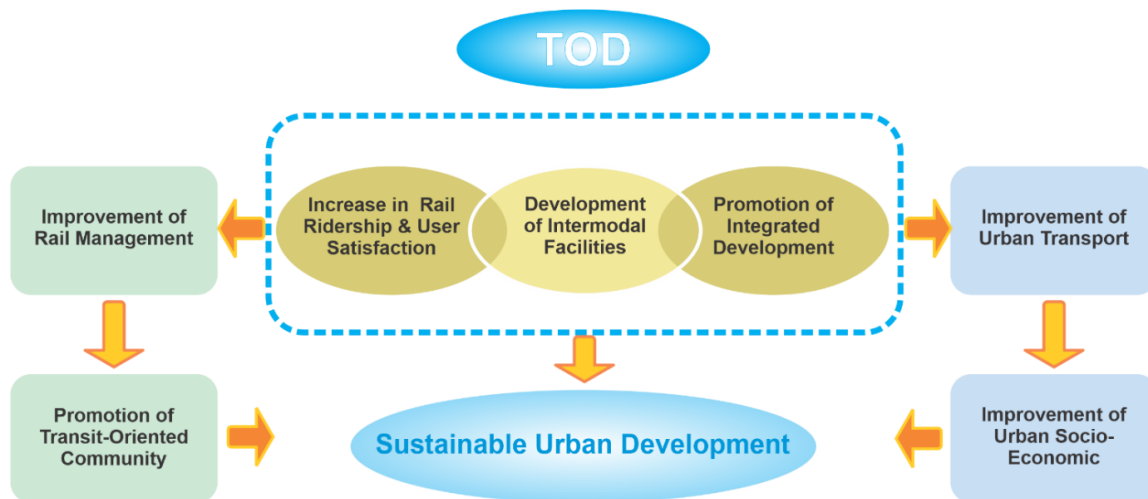 TOD
Improvement of
Rail Management
Increase in Rail
Ridership & User
Satisfaction
Development
of Intermodal
Facilities
Promotion of
Integrated
Development
Improvement of
Urban Transport
Promotion of
Transit-Oriented
Community
Sustainable Urban Development
Improvement of
Urban Socio-
Economic